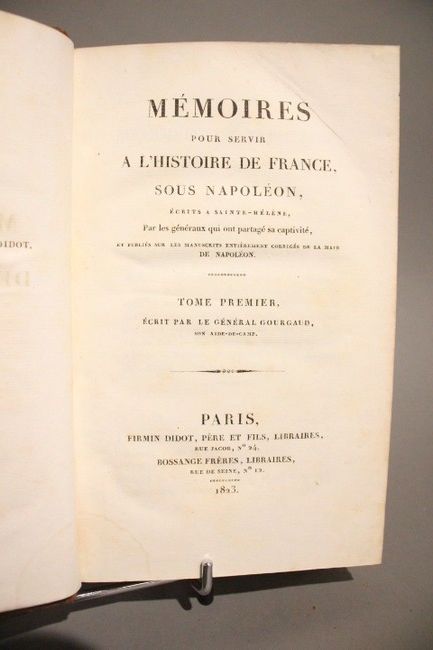 DIDOT,
MÉMOIRES
POUR SERVIR
A L'HISTOIRE DE FRANCE,
SOUS NAPOLÉON,
ÉCRITS A SAINTE-HÉLÈNE,
Par les généraux qui ont partagé sa captivité,
ET PUBLIÉS SUR LES MANUSCRITS ENTIÈREMENT CORRIGÉS DE LA MAIN
DE NAPOLÉON.
TOME PREMIER,
ÉCRIT PAR LE GÉNÉRAL GOURGAUD,
SON AIDE-DE-CAMP.
PARIS,
FIRMIN DIDOT, PÈRE ET FILS, LIBRAIRES,
RUE JACOB, Nº 24.
BOSSANGE FRÈRES, LIBRAIRES,
RUE DE SEINE, Nº 12.
1823.